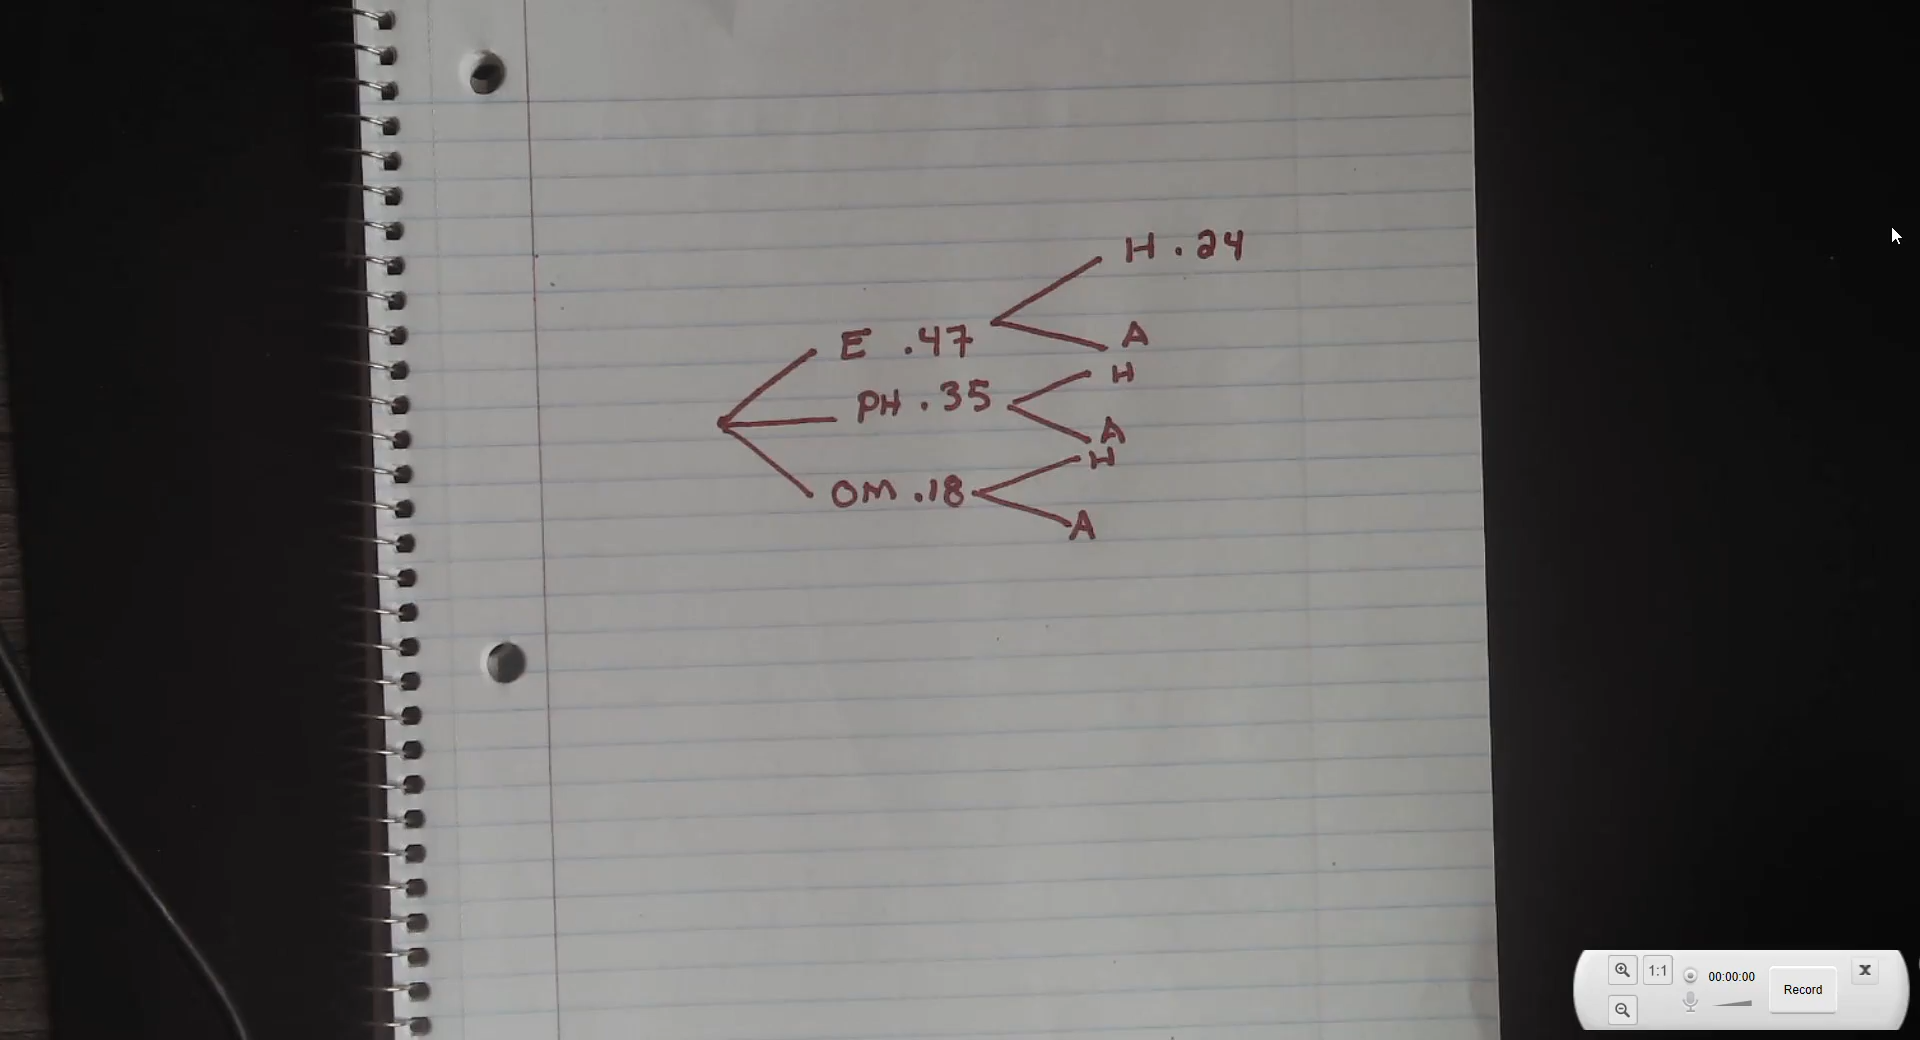 H .24
E .47
A
H
PH .35
A
H
OM .18
A
1:1
00:00:00
Record
X